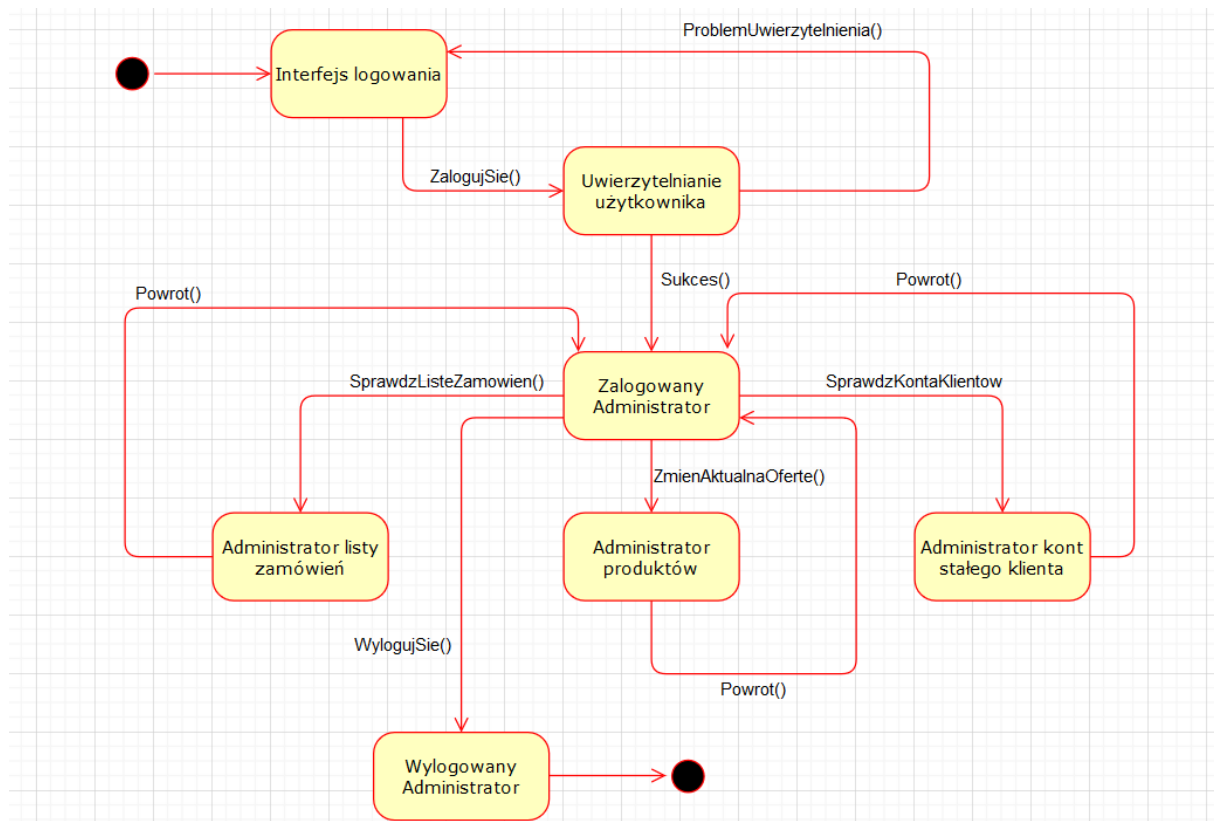 ProblemUwierzytelnienia()
Interfejs logowania
ZalogujSie()
Uwierzytelnianie
użytkownika
Sukces()
Powrot()
Powrot()
SprawdzListeZamowien()
Zalogowany
Administrator
SprawdzKontaKlientow
ZmienAktualnaOferte()
Administrator listy
zamówień
Administrator
produktów
Administrator kont
stałego klienta
WylogujSie()
Powrot()
Wylogowany
Administrator